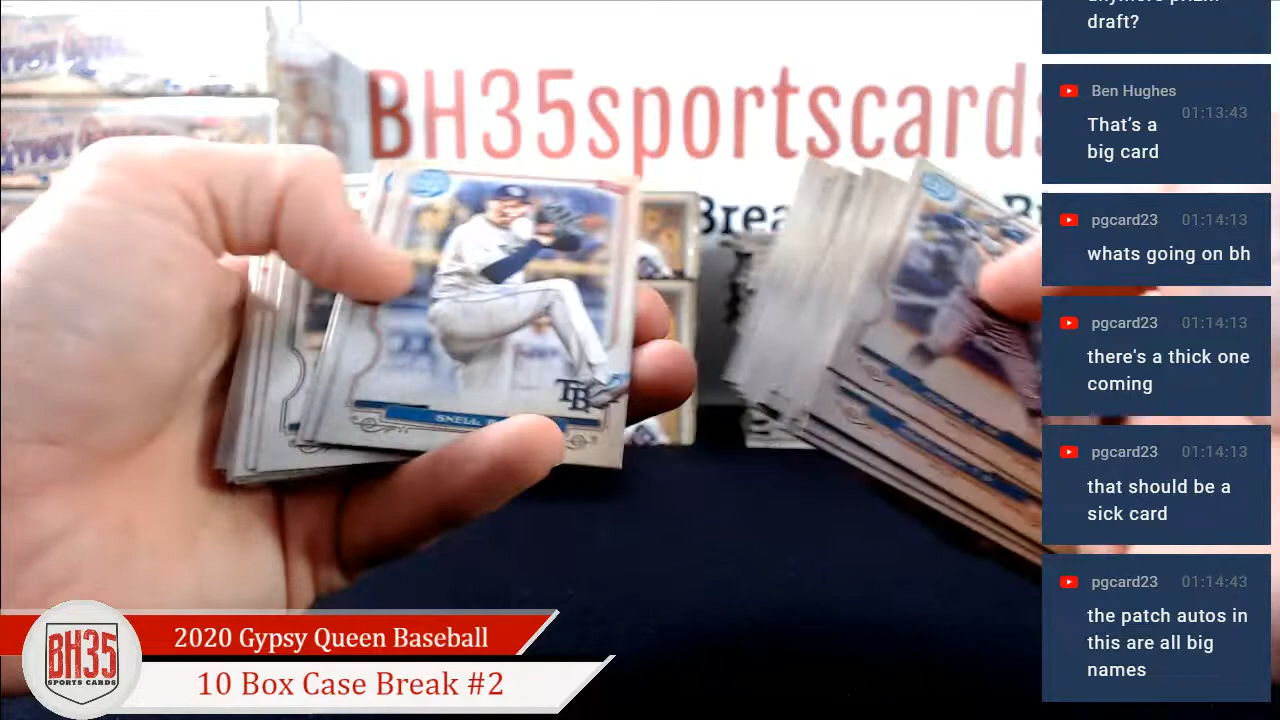 draft?
BH35sportscards
Ben Hughes
01:13:43
That's a
big card
pgcard23 01:14:13
whats going on bh
pgcard23 01:14:13
there's a thick one
coming
pgcard23 01:14:13
that should be a
sick card
pgcard23 01:14:43
the patch autos in
this are all big
names
TB
SNELL
2020 Gypsy Queen Baseball
10 Box Case Break #2
BH35
SPORTS CARDS